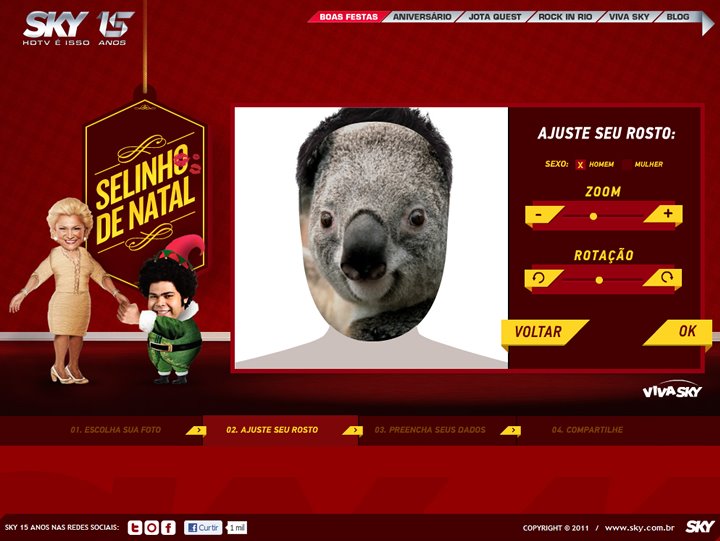 SKY 15
HDTV É ISSO ANOS
BOAS FESTAS
ANIVERSÁRIO
JOTA QUEST
ROCK IN RIO
VIVA SKY
BLOG
SELINHO
DE NATAL
AJUSTE SEU ROSTO:
SEXO: X HOMEM MULHER
ZOOM
- +
ROTAÇÃO
VOLTAR
OK
VIVA SKY
01. ESCOLHA SUA FOTO
02. AJUSTE SEU ROSTO
03. PREENCHA SEUS DADOS
04. COMPARTILHE
SKY 15 ANOS NAS REDES SOCIAIS: t f f Curtir 1 mil
COPYRIGHT © 2011 / www.sky.com.br SKY